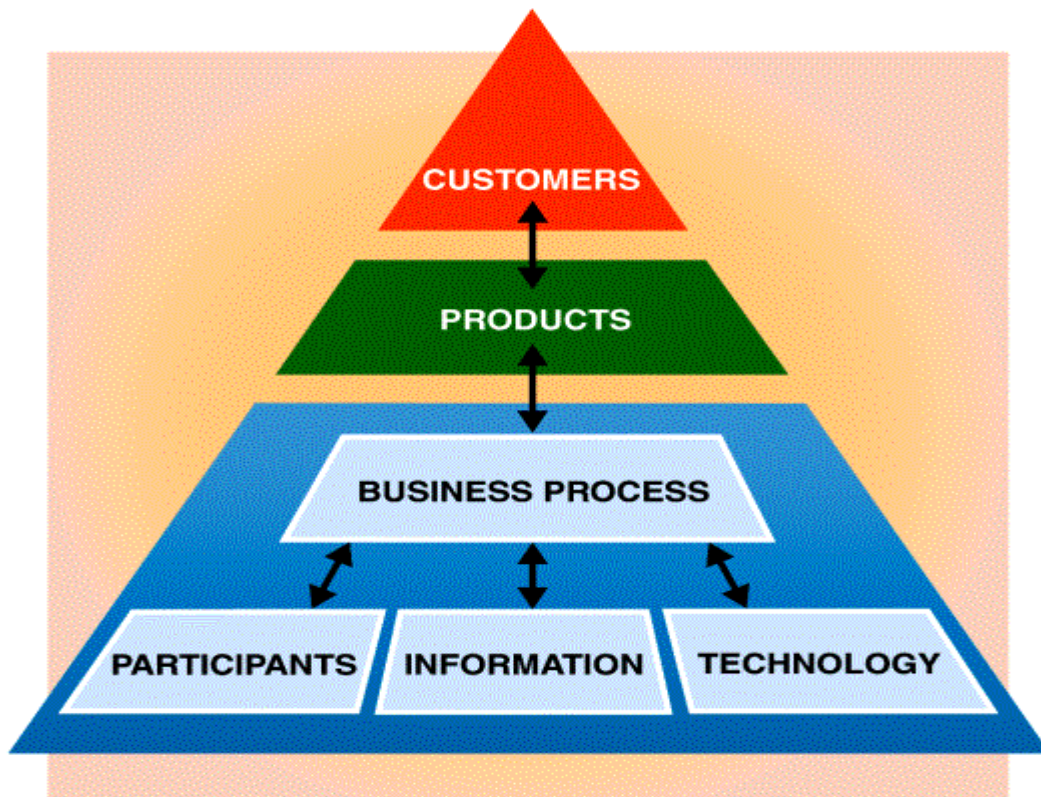 CUSTOMERS
PRODUCTS
BUSINESS PROCESS
PARTICIPANTS
INFORMATION
TECHNOLOGY